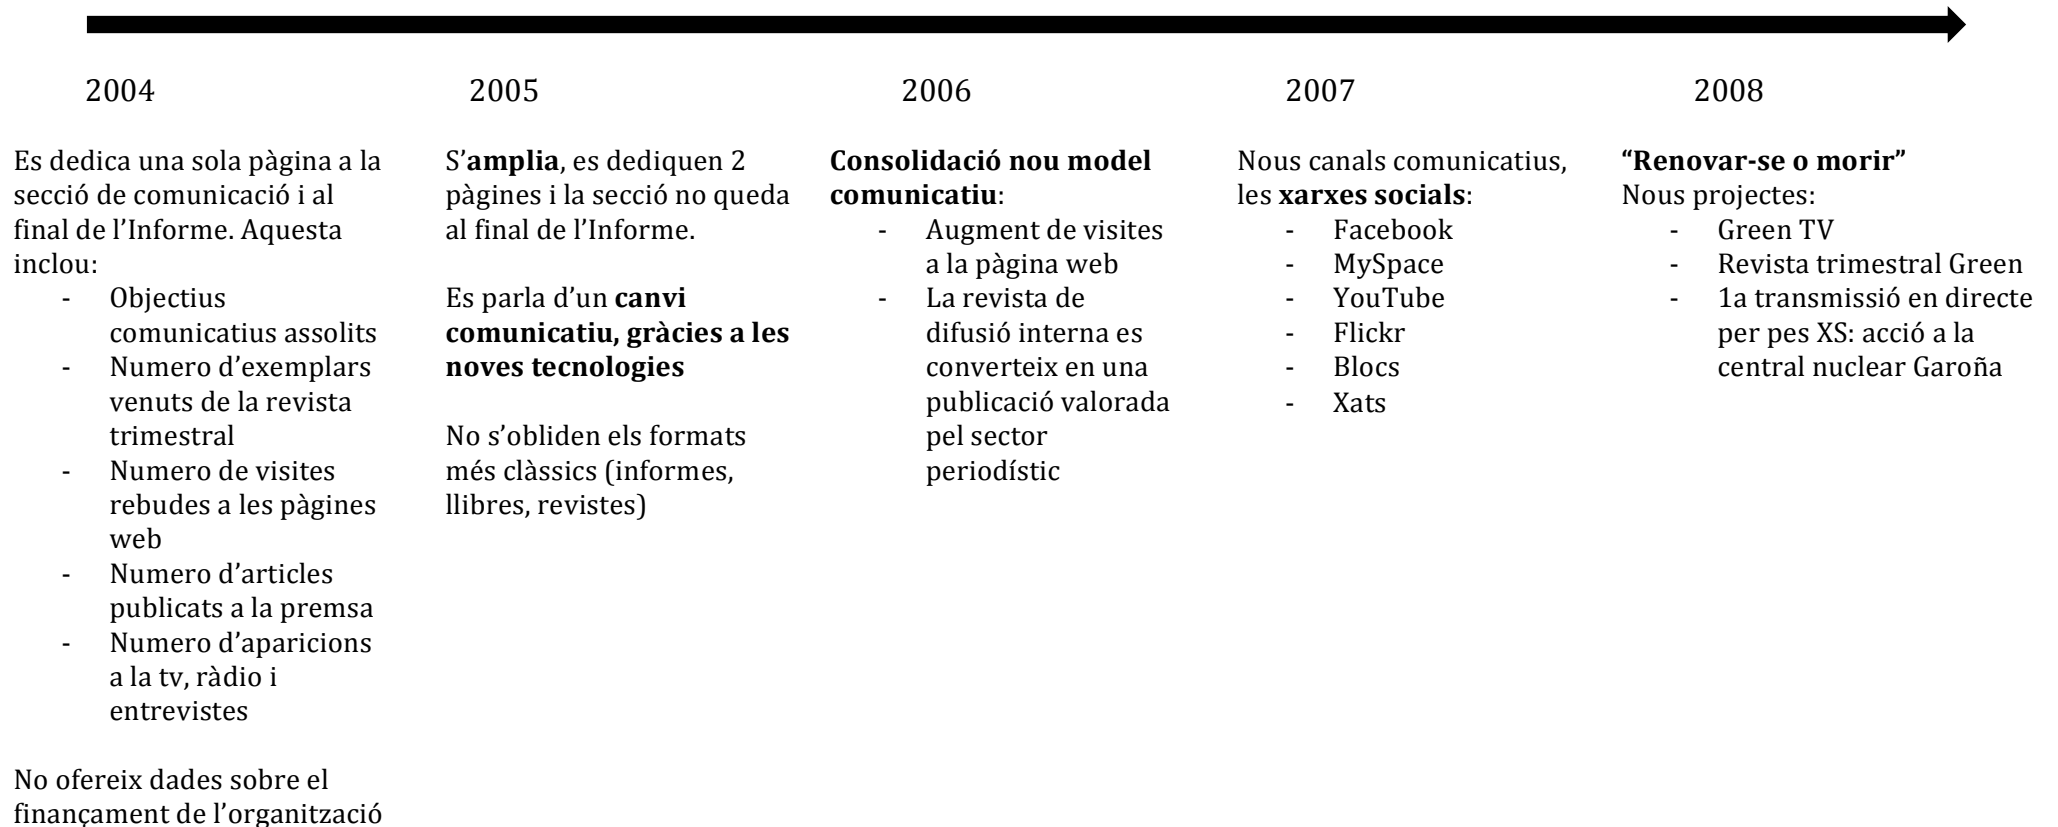 2004
2005
2006
2007
2008
Es dedica una sola pàgina a la
secció de comunicació i al
final de l’Informe. Aquesta
inclou:
- Objectius
comunicatius assolits
- Numero d’exemplars
venuts de la revista
trimestral
- Numero de visites
rebudes a les pàgines
web
- Numero d’articles
publicats a la premsa
- Numero d’aparicions
a la tv, ràdio i
entrevistes
No ofereix dades sobre el
finançament de l’organització
S’amplia, es dediquen 2
pàgines i la secció no queda
al final de l’Informe.
Es parla d’un canvi
comunicatiu, gràcies a les
noves tecnologies
No s’obliden els formats
més clàssics (informes,
llibres, revistes)
Consolidació nou model
comunicatiu:
- Augment de visites
a la pàgina web
- La revista de
difusió interna es
converteix en una
publicació valorada
pel sector
periodístic
Nous canals comunicatius,
les xarxes socials:
- Facebook
- MySpace
- YouTube
- Flickr
- Blocs
- Xats
“Renovar-se o morir”
Nous projectes:
- Green TV
- Revista trimestral Green
- 1a transmissió en directe
per pes XS: acció a la
central nuclear Garoña